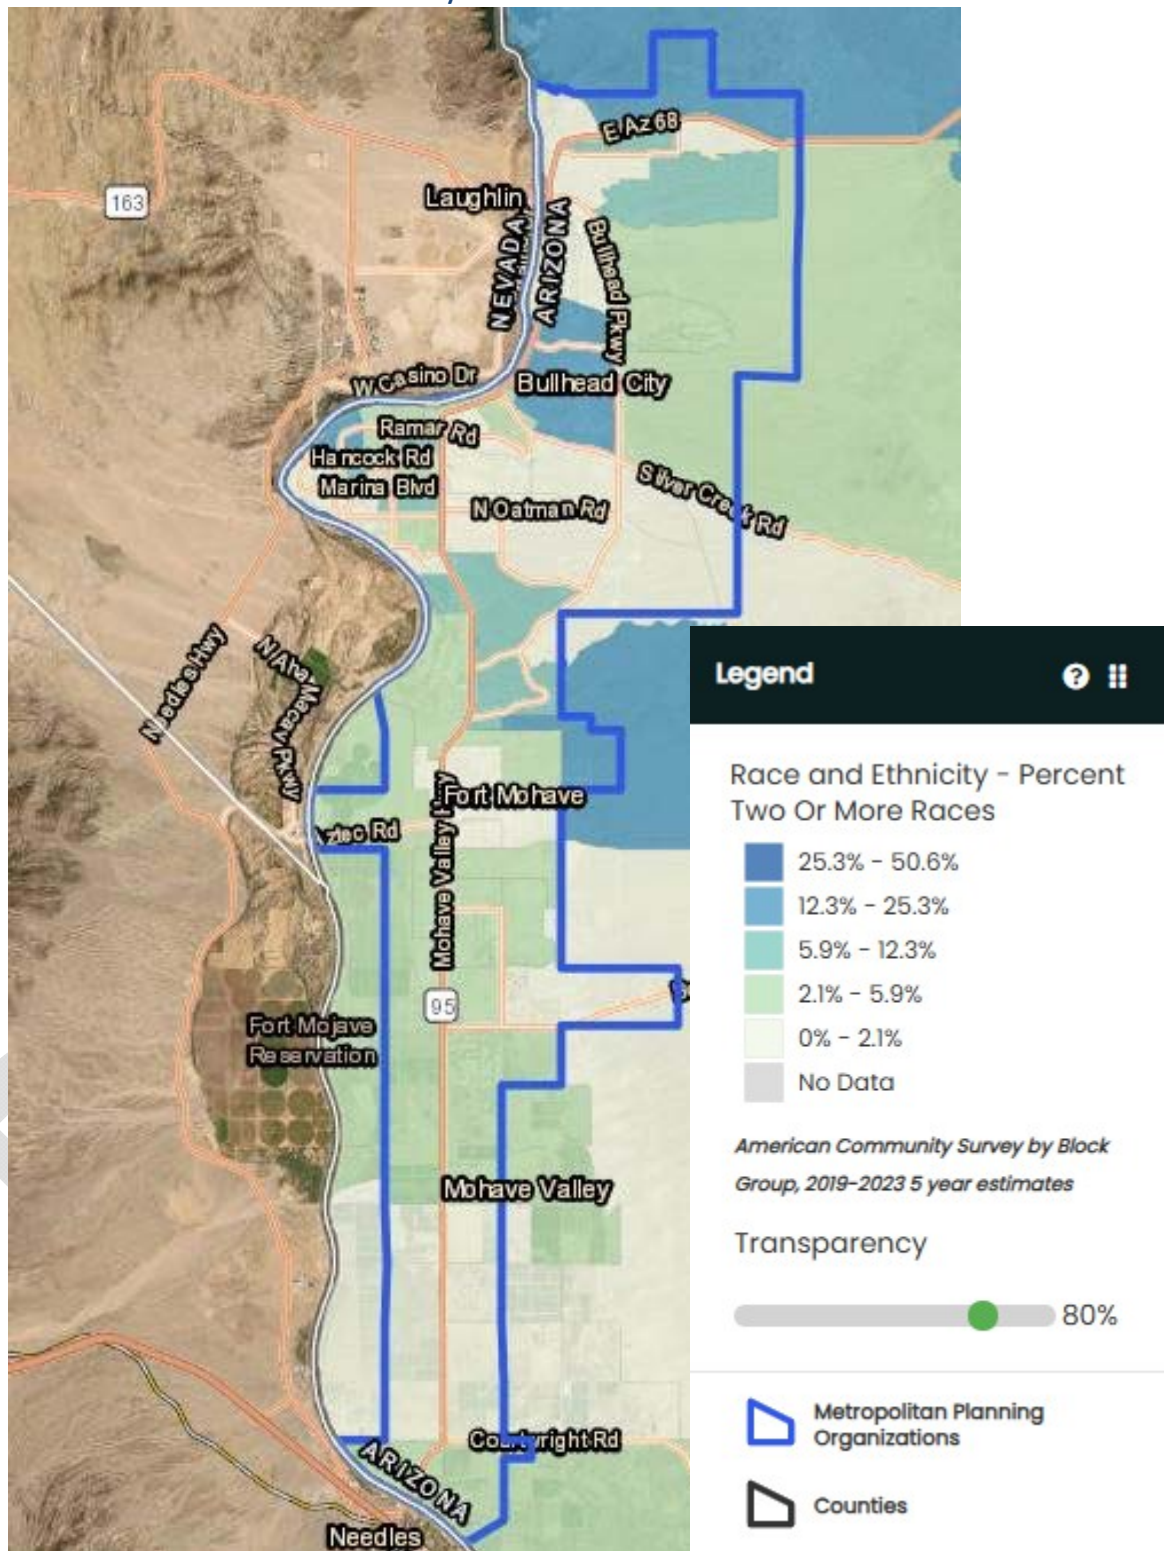 E Az 68
163
Laughlin
NEVADA
ARIZONA
Bullhead Pkwy
W Casino Dr
Bullhead City
Ramar Rd
Hancock Rd
Marina Blvd
Silver Creek Rd
N Oatman Rd
Needles Hwy
N Aha Macav Pkwy
Fort Mohave
Aztec Rd
Mohave Valley
95
Fort Mojave
Reservation
Mohave Valley
Courtwright Rd
ARIZONA
Needles
Legend
Race and Ethnicity - Percent
Two Or More Races
25.3% - 50.6%
12.3% - 25.3%
5.9% - 12.3%
2.1% - 5.9%
0% - 2.1%
No Data
American Community Survey by Block
Group, 2019-2023 5 year estimates
Transparency
80%
Metropolitan Planning
Organizations
Counties